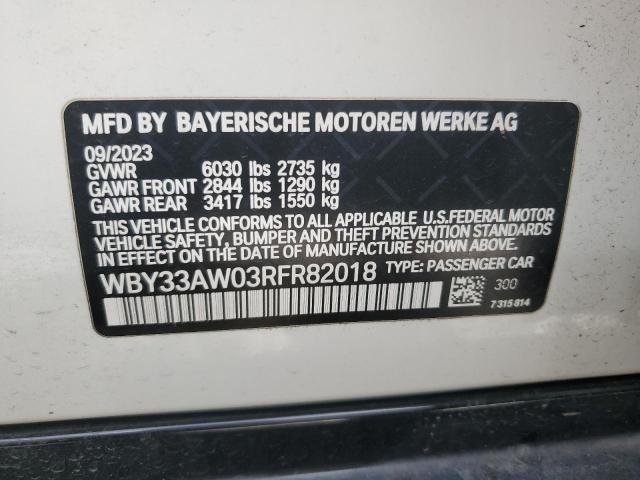 MFD BY BAYERISCHE MOTOREN WERKE AG
09/2023
GVWR 6030 lbs 2735 kg
GAWR FRONT 2844 lbs 1290 kg
GAWR REAR 3417 lbs 1550 kg
THIS VEHICLE CONFORMS TO ALL APPLICABLE U.S.FEDERAL MOTOR
VEHICLE SAFETY, BUMPER AND THEFT PREVENTION STANDARDS
IN EFFECT ON THE DATE OF MANUFACTURE SHOWN ABOVE.
WBY33AW03RFR82018 TYPE: PASSENGER CAR
300
7315814